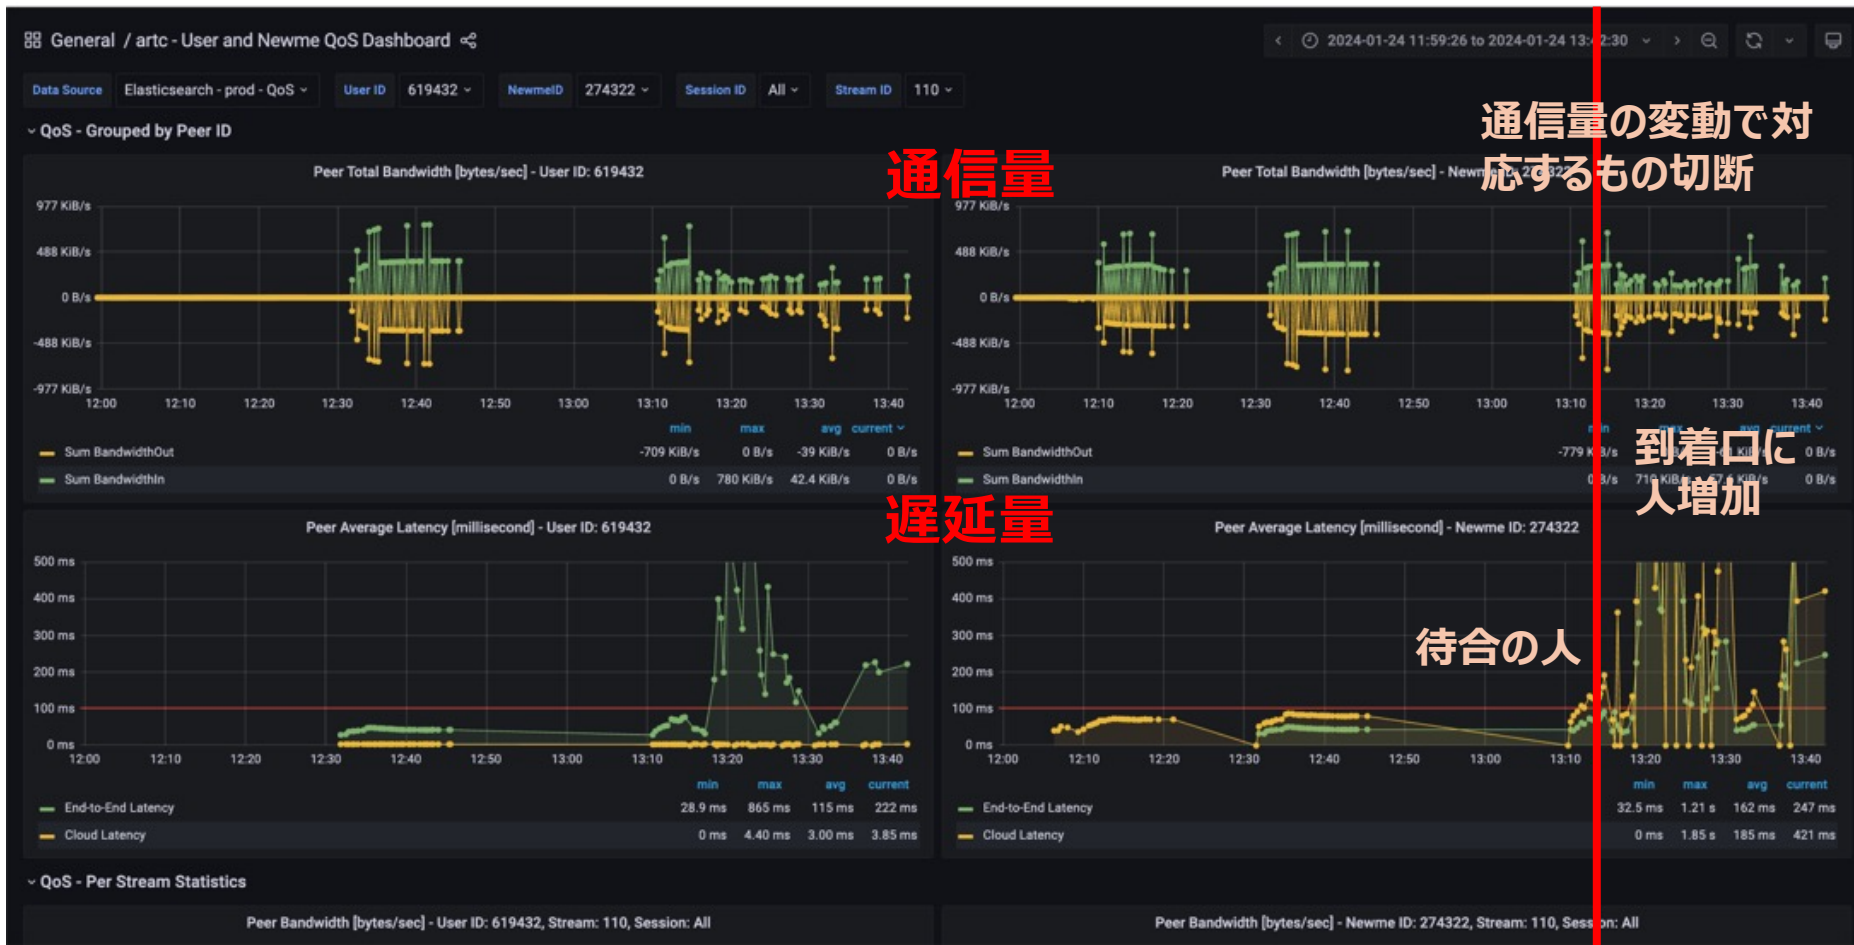 General / artc - User and Newme QoS Dashboard
2024-01-24 11:59:26 to 2024-01-24 13:42:30
Data Source Elasticsearch - prod - QoS User ID 619432 NewmeID 274322 Session ID All Stream ID 110
通信量の変動で対
応するもの切断
QoS - Grouped by Peer ID
通信量
Peer Total Bandwidth [bytes/sec] - User ID: 619432
977 KiB/s
488 KiB/s
0 B/s
-488 KiB/s
-977 KiB/s
12:00 12:10 12:20 12:30 12:40 12:50 13:00 13:10 13:20 13:30 13:40
min max avg current
Sum BandwidthOut -709 KiB/s 0 B/s -39 KiB/s 0 B/s
Sum BandwidthIn 0 B/s 780 KiB/s 42.4 KiB/s 0 B/s
Peer Total Bandwidth [bytes/sec] - Newme ID: 274322
977 KiB/s
488 KiB/s
0 B/s
-488 KiB/s
-977 KiB/s
12:00 12:10 12:20 12:30 12:40 12:50 13:00 13:10 13:20 13:30 13:40
min max avg current
Sum BandwidthOut -779 KiB/s KiB/s 0 B/s
Sum BandwidthIn 0 B/s KiB/s KiB/s 0 B/s
到着口に
人増加
遅延量
Peer Average Latency [millisecond] - User ID: 619432
500 ms
400 ms
300 ms
200 ms
100 ms
0 ms
12:00 12:10 12:20 12:30 12:40 12:50 13:00 13:10 13:20 13:30 13:40
min max avg current
End-to-End Latency 28.9 ms 865 ms 115 ms 222 ms
Cloud Latency 0 ms 4.40 ms 3.00 ms 3.85 ms
Peer Average Latency [millisecond] - Newme ID: 274322
500 ms
400 ms
300 ms
200 ms
100 ms
0 ms
待合の人
12:00 12:10 12:20 12:30 12:40 12:50 13:00 13:10 13:20 13:30 13:40
min max avg current
End-to-End Latency 32.5 ms 1.21 s 162 ms 247 ms
Cloud Latency 0 ms 1.85 s 185 ms 421 ms
QoS - Per Stream Statistics
Peer Bandwidth [bytes/sec] - User ID: 619432, Stream: 110, Session: All
Peer Bandwidth [bytes/sec] - Newme ID: 274322, Stream: 110, Session: All